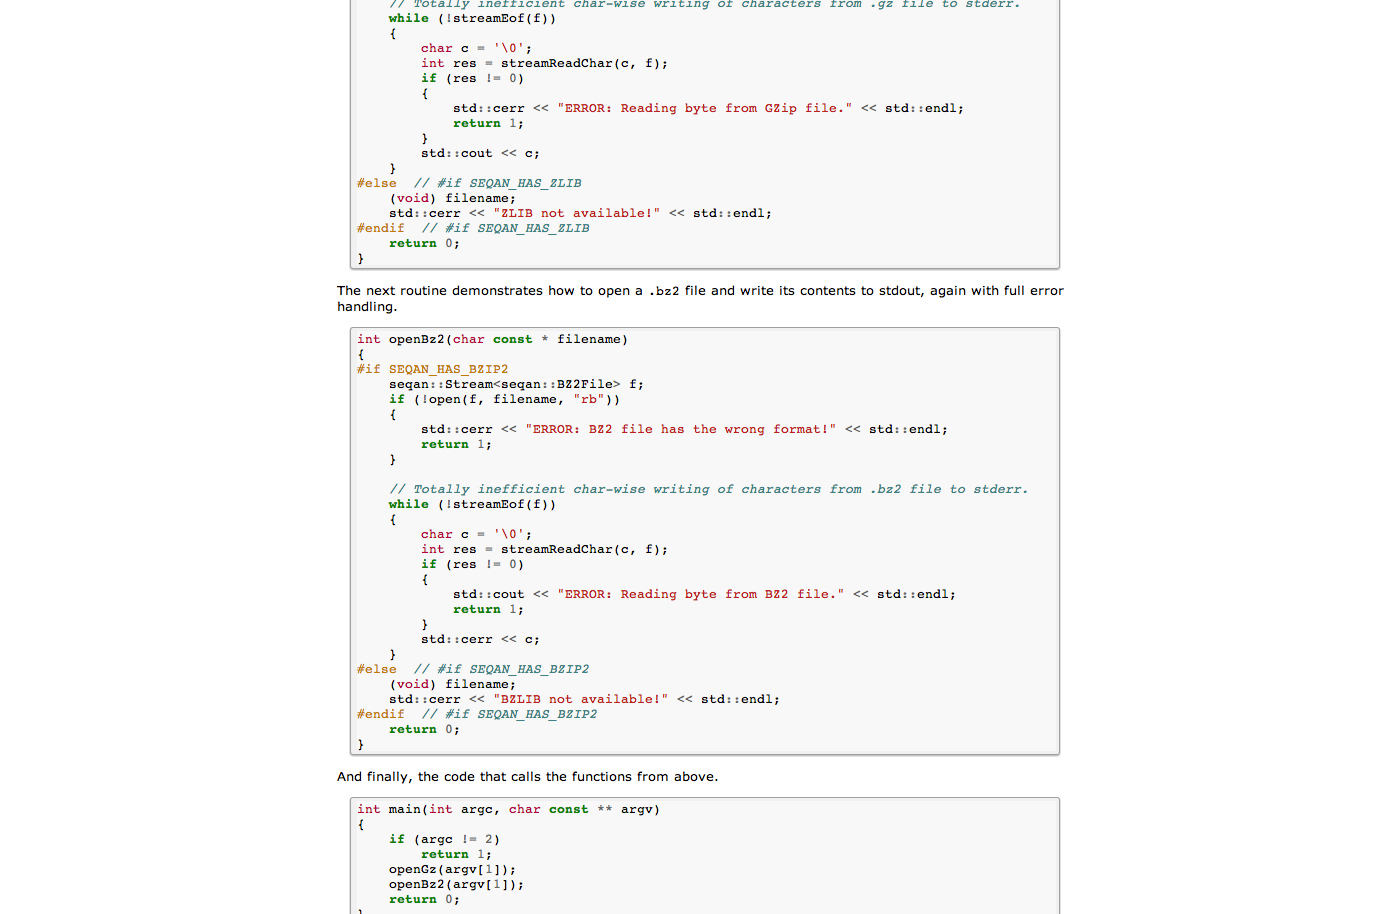 // Totally inefficient char-wise writing of characters from .gz file to stderr.
while (!streamEof(f))
{
char c = '\0';
int res = streamReadChar(c, f);
if (res != 0)
{
std::cerr << "ERROR: Reading byte from GZip file." << std::endl;
return 1;
}
std::cout << c;
}
#else  // #if SEQAN_HAS_ZLIB
(void) filename;
std::cerr << "ZLIB not available!" << std::endl;
#endif  // #if SEQAN_HAS_ZLIB
return 0;
}
The next routine demonstrates how to open a .bz2 file and write its contents to stdout, again with full error
handling.
int openBz2(char const * filename)
{
#if SEQAN_HAS_BZIP2
seqan::Stream<seqan::BZ2File> f;
if (!open(f, filename, "rb"))
{
std::cerr << "ERROR: BZ2 file has the wrong format!" << std::endl;
return 1;
}
// Totally inefficient char-wise writing of characters from .bz2 file to stderr.
while (!streamEof(f))
{
char c = '\0';
int res = streamReadChar(c, f);
if (res != 0)
{
std::cout << "ERROR: Reading byte from BZ2 file." << std::endl;
return 1;
}
std::cerr << c;
}
#else  // #if SEQAN_HAS_BZIP2
(void) filename;
std::cerr << "BZLIB not available!" << std::endl;
#endif  // #if SEQAN_HAS_BZIP2
return 0;
}
And finally, the code that calls the functions from above.
int main(int argc, char const ** argv)
{
if (argc != 2)
return 1;
openGz(argv[1]);
openBz2(argv[1]);
return 0;
}